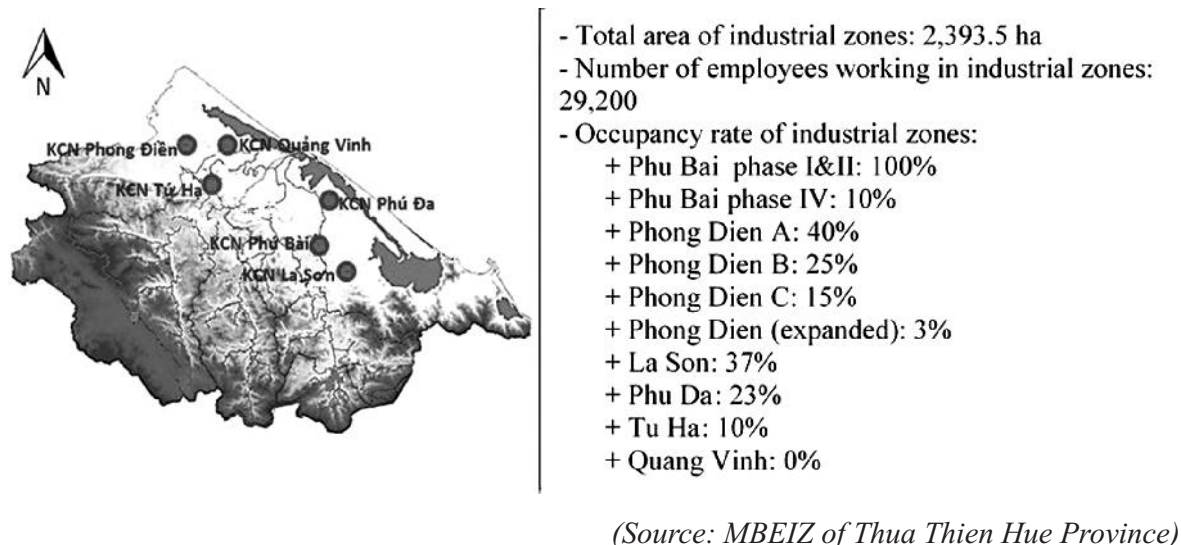 N
KCN Phong Điền
KCN Quảng Vinh
KCN Tứ Hạ
KCN Phú Đa
KCN Phú Bài
KCN La Sơn
- Total area of industrial zones: 2,393.5 ha
- Number of employees working in industrial zones:
29,200
- Occupancy rate of industrial zones:
+ Phu Bai phase I&II: 100%
+ Phu Bai phase IV: 10%
+ Phong Dien A: 40%
+ Phong Dien B: 25%
+ Phong Dien C: 15%
+ Phong Dien (expanded): 3%
+ La Son: 37%
+ Phu Da: 23%
+ Tu Ha: 10%
+ Quang Vinh: 0%
(Source: MBEIZ of Thua Thien Hue Province)